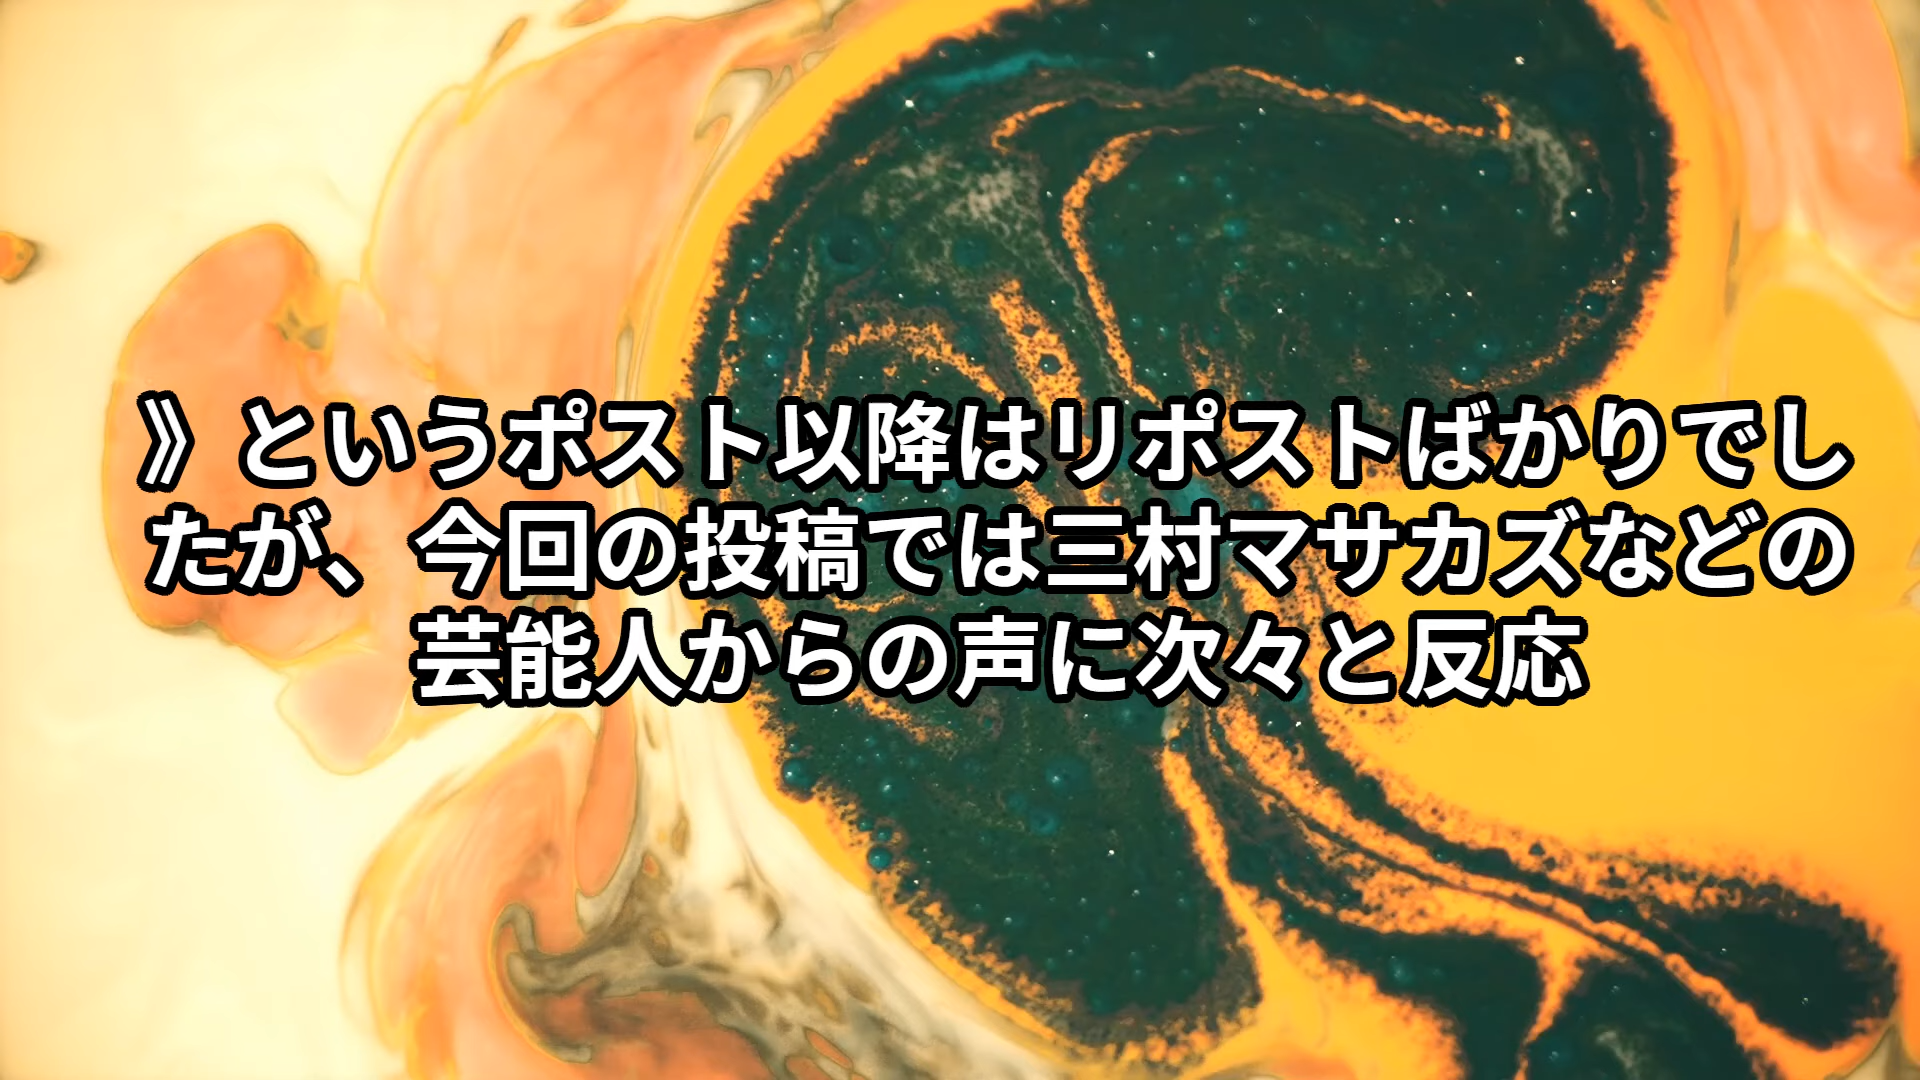 》というポスト以降はリポストばかりでし
たが、今回の投稿では三村マサカズなどの
芸能人からの声に次々と反応